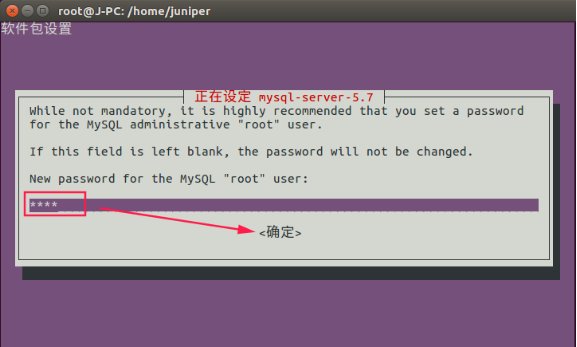 root@J-PC: /home/juniper
软件包设置
正在设定 mysql-server-5.7
While not mandatory, it is highly recommended that you set a password
for the MySQL administrative "root" user.
If this field is left blank, the password will not be changed.
New password for the MySQL "root" user:
****
<确定>